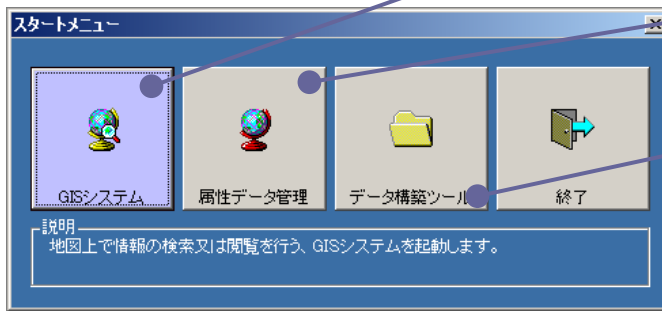 スタートメニュー
GISシステム
属性データ管理
データ構築ツール
終了
説明
地図上で情報の検索又は閲覧を行う、GISシステムを起動します。